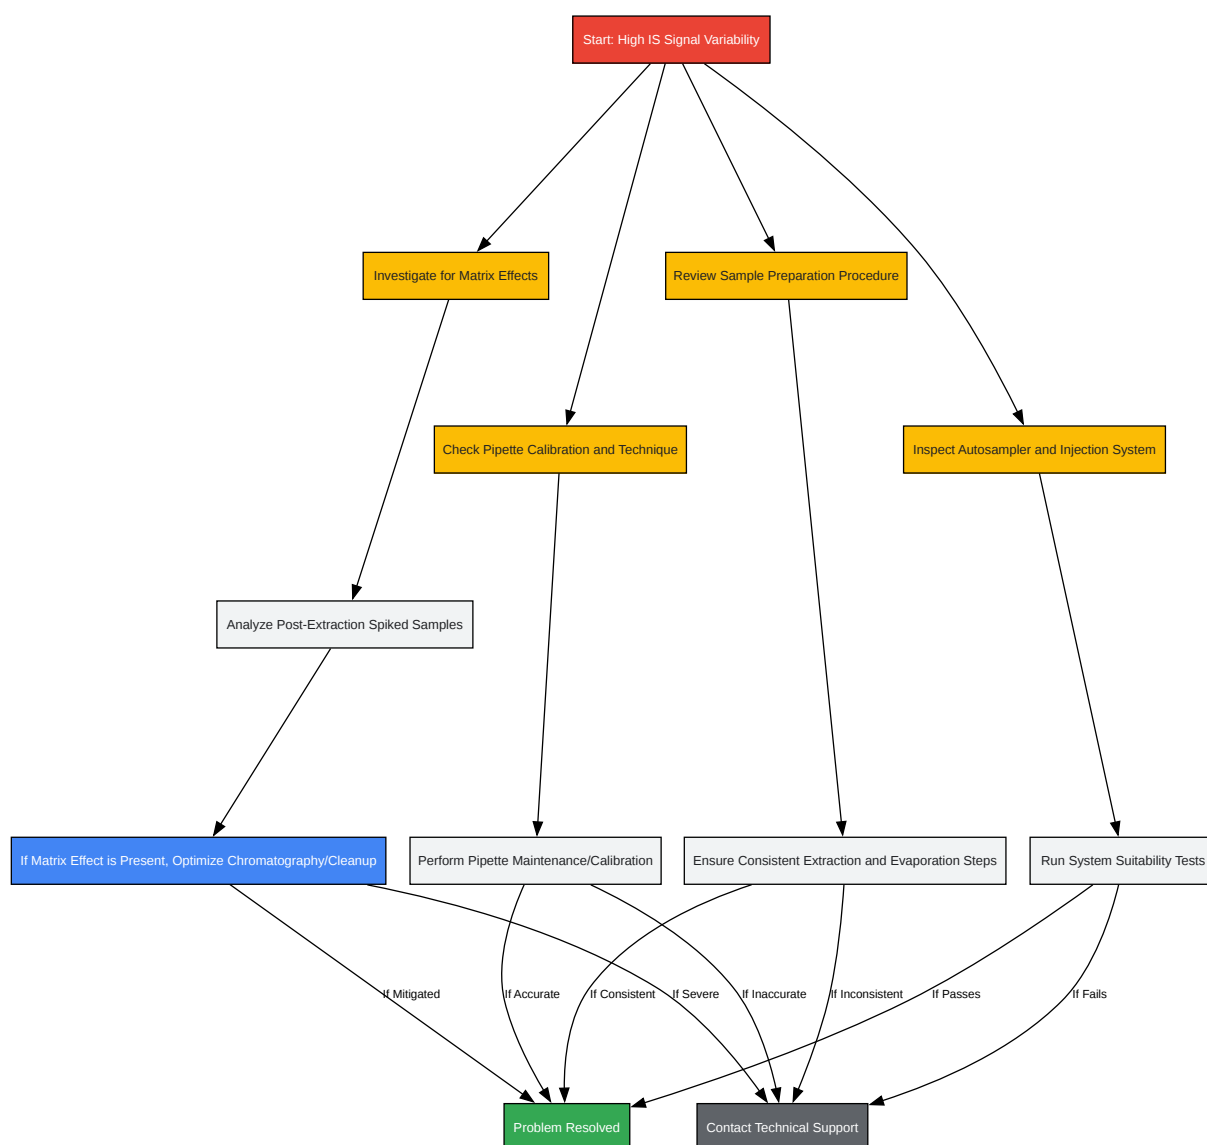 Start: High IS Signal Variability
Investigate for Matrix Effects
Review Sample Preparation Procedure
Check Pipette Calibration and Technique
Inspect Autosampler and Injection System
Analyze Post-Extraction Spiked Samples
If Matrix Effect is Present, Optimize Chromatography/Cleanup
Perform Pipette Maintenance/Calibration
Ensure Consistent Extraction and Evaporation Steps
Run System Suitability Tests
If Mitigated
If Accurate
If Consistent
If Severe
If Inaccurate
If Inconsistent
If Passes
If Fails
Problem Resolved
Contact Technical Support